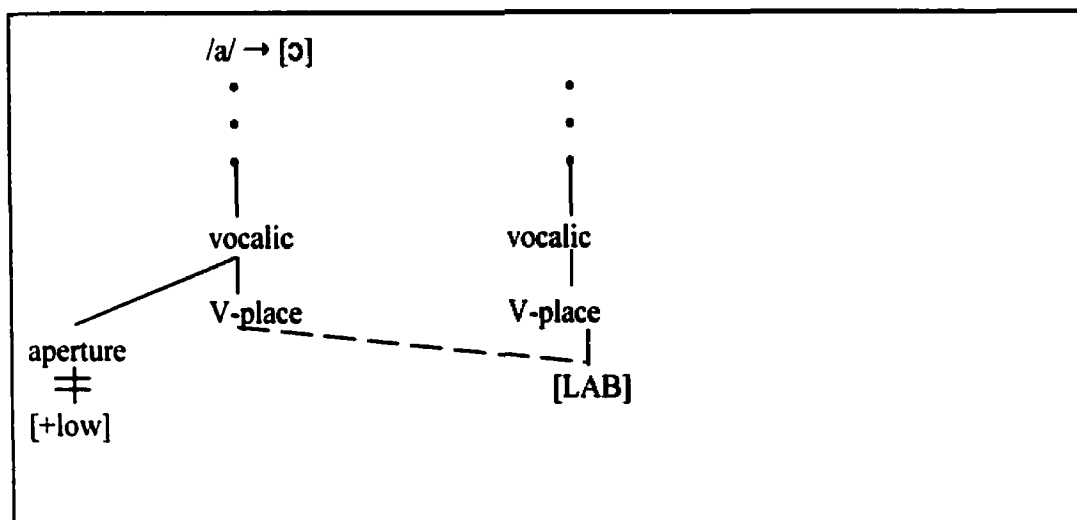 /a/ → [ɔ]
vocalic vocalic
V-place V-place
aperture
[LAB]
[+low]